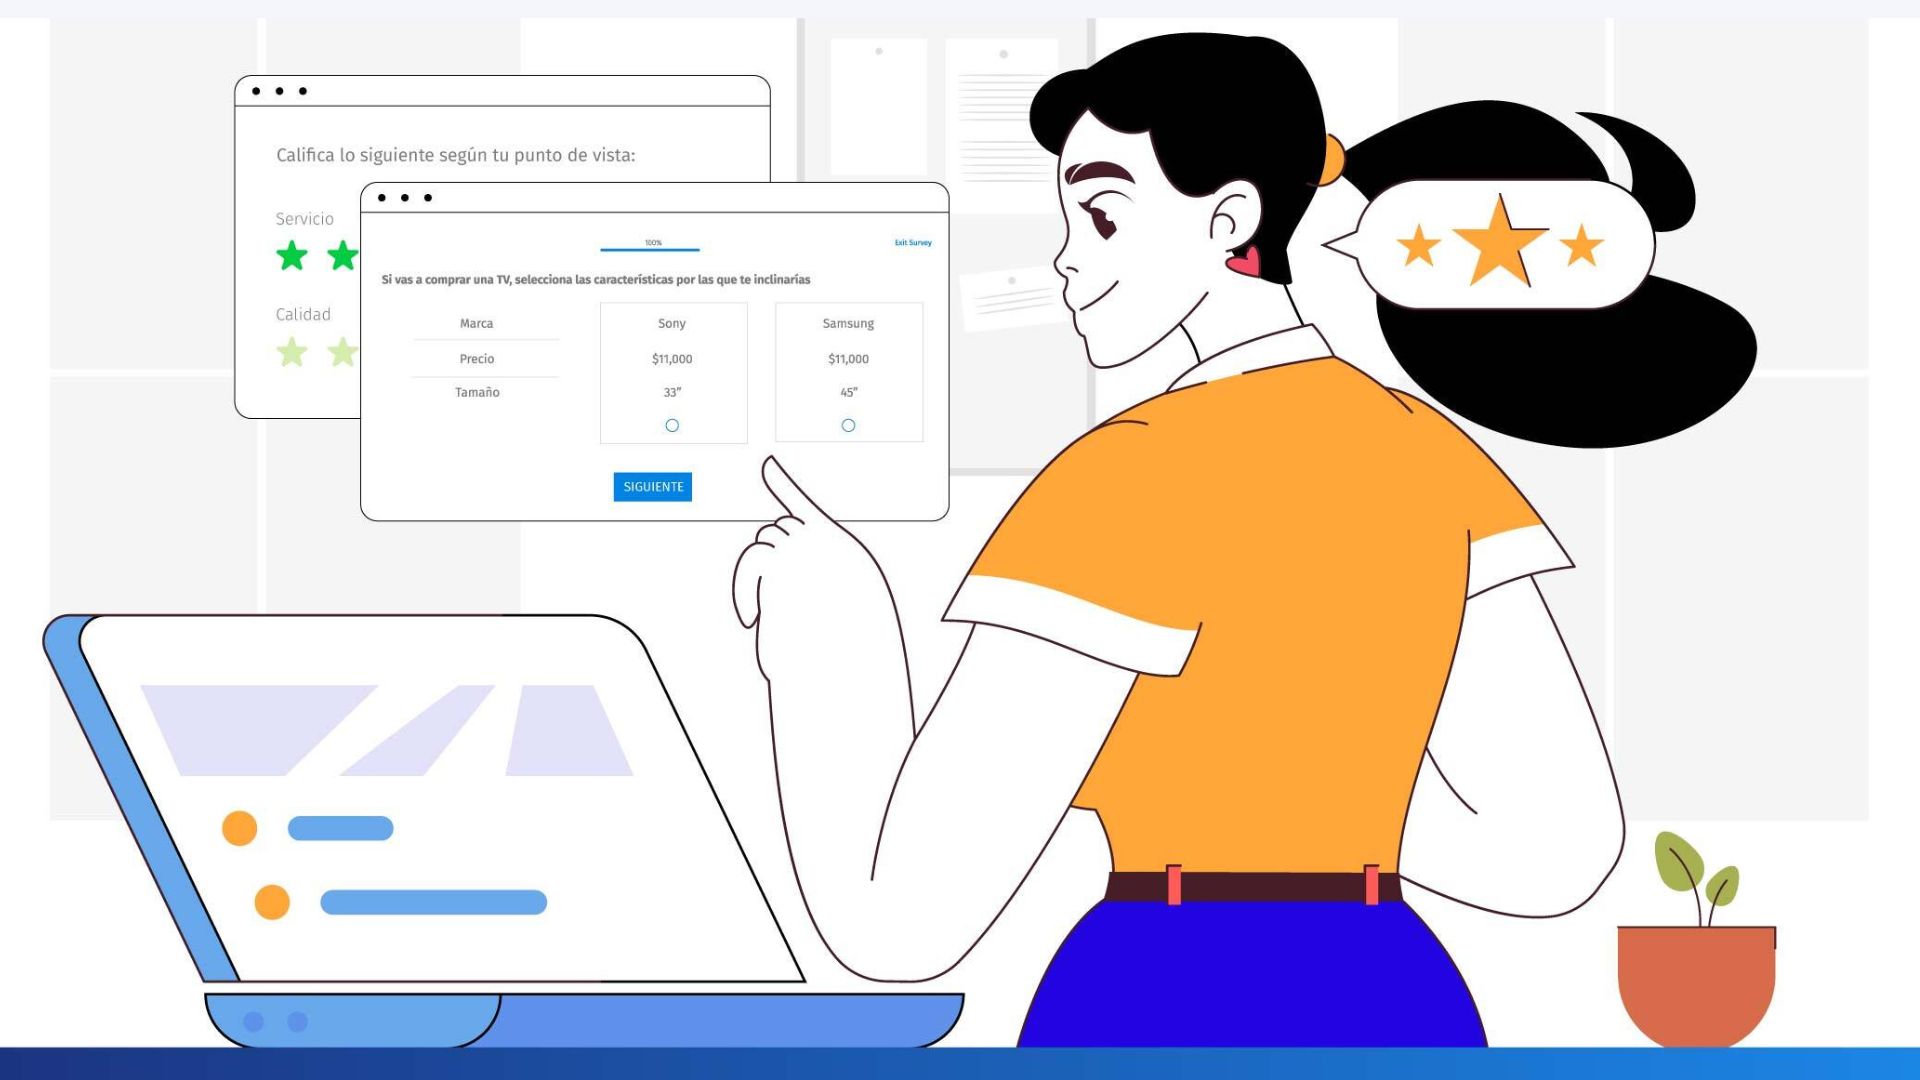 Califica lo siguiente según tu punto de vista:
Servicio
Calidad
100%
Exit Survey
Si vas a comprar una TV, selecciona las características por las que te inclinarías
Marca Sony Samsung
Precio $11,000 $11,000
Tamaño 33” 45”
SIGUIENTE